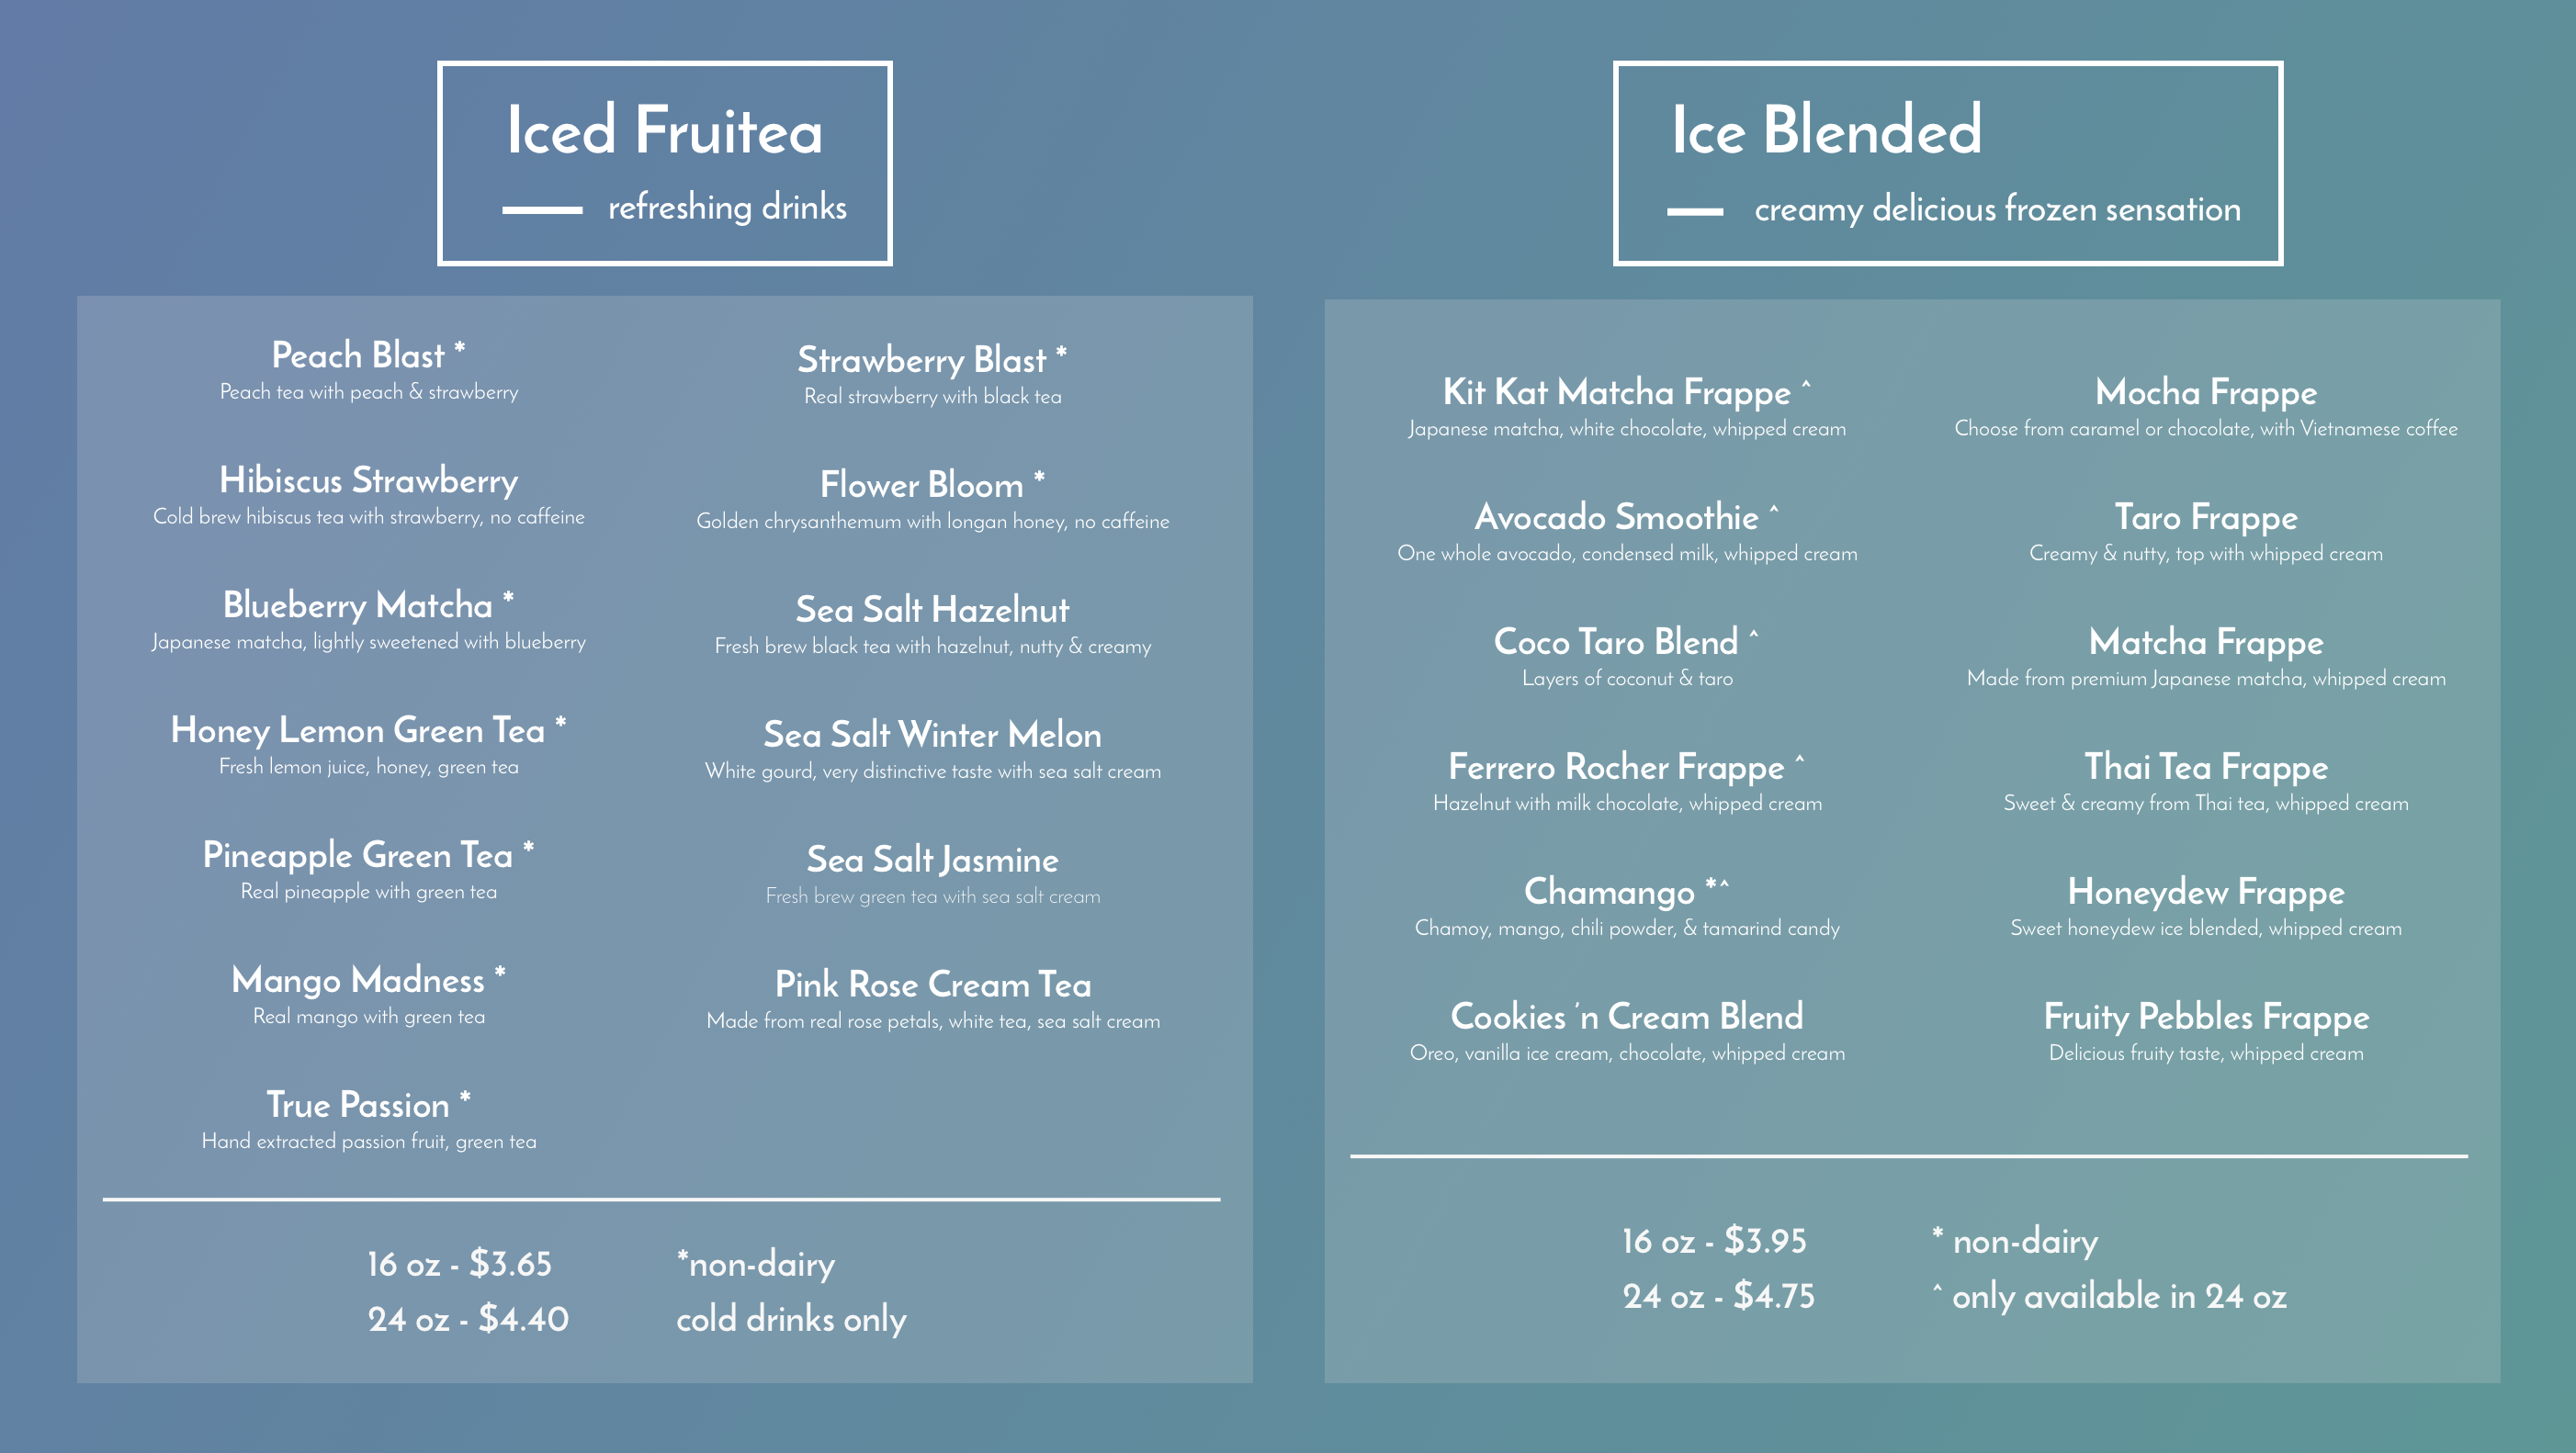 Iced Fruitea
refreshing drinks
Peach Blast *
Peach tea with peach & strawberry
Hibiscus Strawberry
Cold brew hibiscus tea with strawberry, no caffeine
Blueberry Matcha *
Japanese matcha, lightly sweetened with blueberry
Honey Lemon Green Tea *
Fresh lemon juice, honey, green tea
Pineapple Green Tea *
Real pineapple with green tea
Mango Madness *
Real mango with green tea
True Passion *
Hand extracted passion fruit, green tea
Strawberry Blast *
Real strawberry with black tea
Flower Bloom *
Golden chrysanthemum with longan honey, no caffeine
Sea Salt Hazelnut
Fresh brew black tea with hazelnut, nutty & creamy
Sea Salt Winter Melon
White gourd, very distinctive taste with sea salt cream
Sea Salt Jasmine
Fresh brew green tea with sea salt cream
Pink Rose Cream Tea
Made from real rose petals, white tea, sea salt cream
16 oz - $3.65
24 oz - $4.40
*non-dairy
cold drinks only
Ice Blended
creamy delicious frozen sensation
Kit Kat Matcha Frappe ^
Japanese matcha, white chocolate, whipped cream
Avocado Smoothie ^
One whole avocado, condensed milk, whipped cream
Coco Taro Blend ^
Layers of coconut & taro
Ferrero Rocher Frappe ^
Hazelnut with milk chocolate, whipped cream
Chamango *^
Chamoy, mango, chili powder, & tamarind candy
Cookies 'n Cream Blend
Oreo, vanilla ice cream, chocolate, whipped cream
Mocha Frappe
Choose from caramel or chocolate, with Vietnamese coffee
Taro Frappe
Creamy & nutty, top with whipped cream
Matcha Frappe
Made from premium Japanese matcha, whipped cream
Thai Tea Frappe
Sweet & creamy from Thai tea, whipped cream
Honeydew Frappe
Sweet honeydew ice blended, whipped cream
Fruity Pebbles Frappe
Delicious fruity taste, whipped cream
16 oz - $3.95
24 oz - $4.75
* non-dairy
^ only available in 24 oz